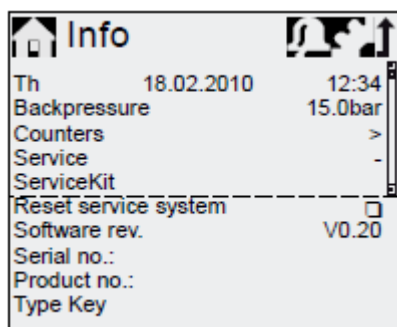 Info
Th 18.02.2010 12:34
Backpressure 15.0bar
Counters >
Service -
ServiceKit
Reset service system
Software rev. V0.20
Serial no.:
Product no.:
Type Key